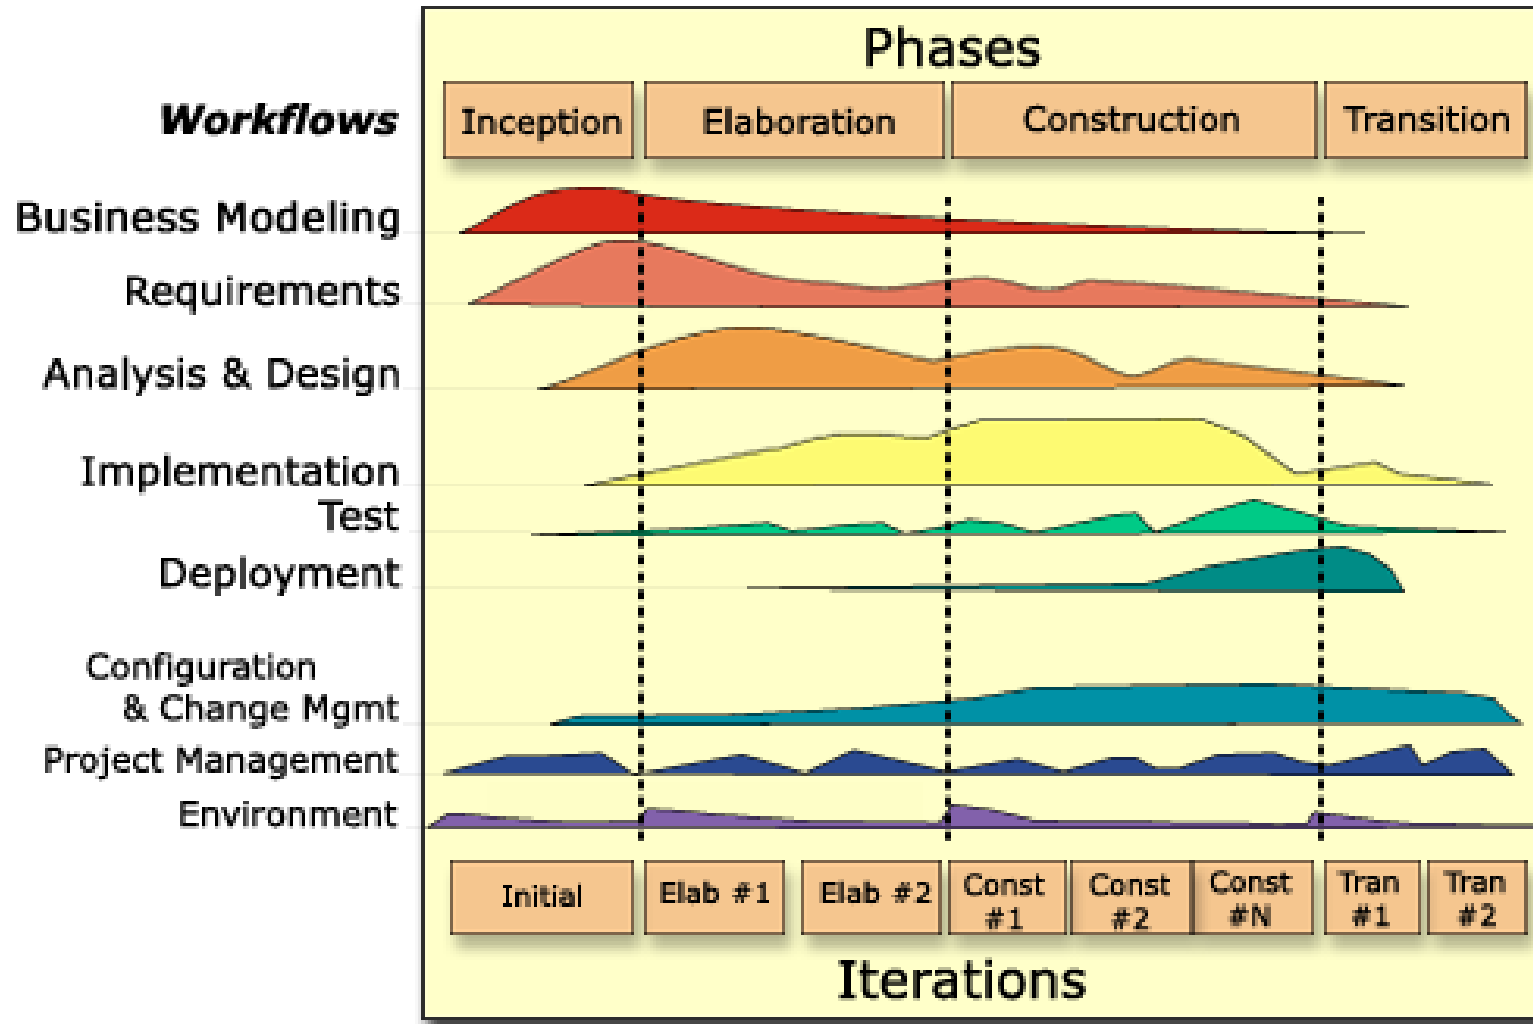 Phases
Workflows
Inception
Elaboration
Construction
Transition
Business Modeling
Requirements
Analysis & Design
Implementation
Test
Deployment
Configuration
& Change Mgmt
Project Management
Environment
Initial
Elab #1
Elab #2
Const
#1
Const
#2
Const
#N
Tran
#1
Tran
#2
Iterations